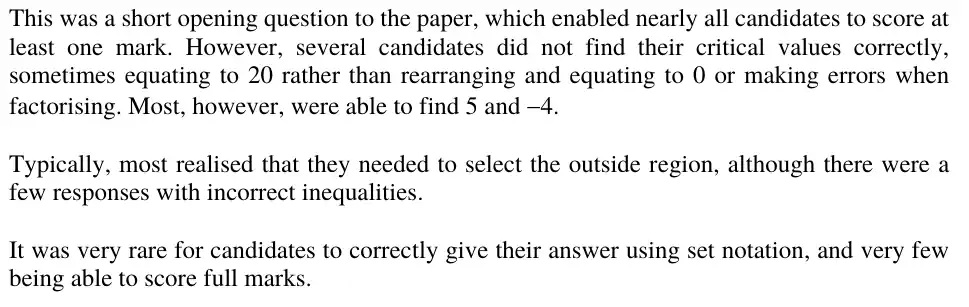 This was a short opening question to the paper, which enabled nearly all candidates to score at
least one mark. However, several candidates did not find their critical values correctly,
sometimes equating to 20 rather than rearranging and equating to 0 or making errors when
factorising. Most, however, were able to find 5 and –4.
Typically, most realised that they needed to select the outside region, although there were a
few responses with incorrect inequalities.
It was very rare for candidates to correctly give their answer using set notation, and very few
being able to score full marks.